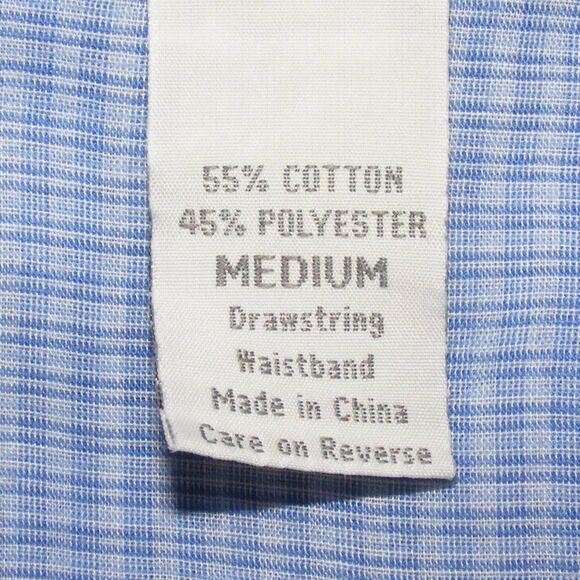 55% COTTON
45% POLYESTER
MEDIUM
Drawstring
Waistband
Made in China
Care on Reverse